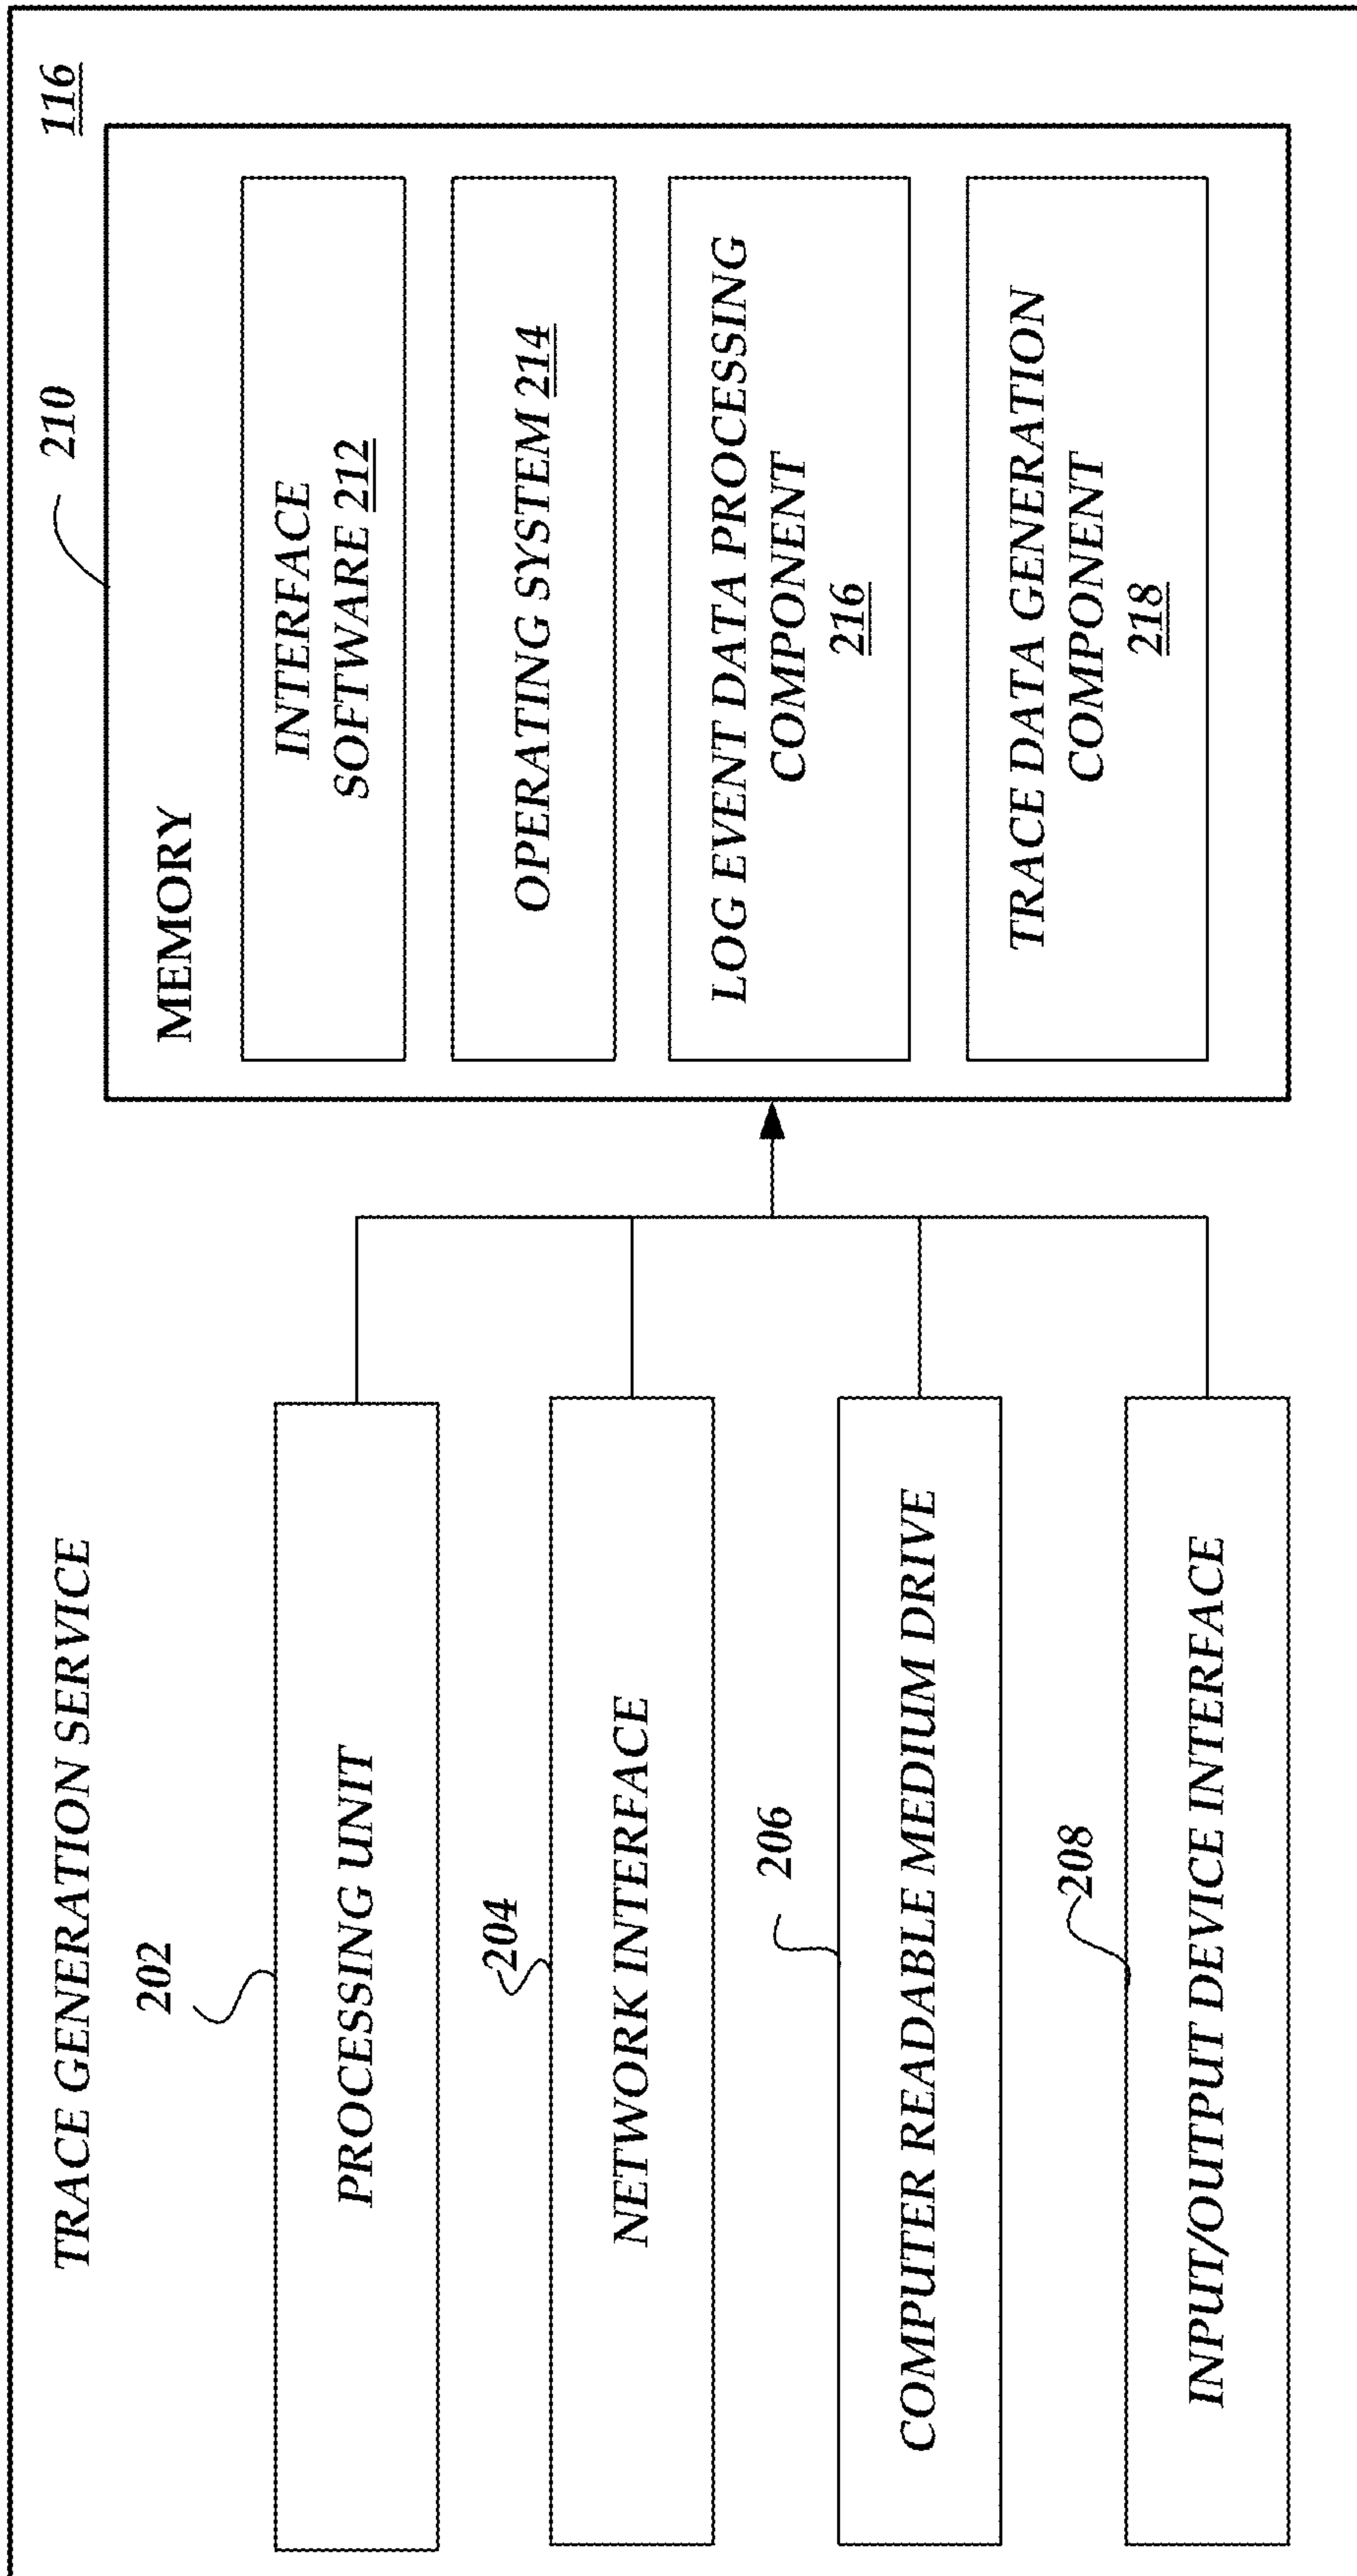 TRACE GENERATION SERVICE
116
202
PROCESSING UNIT
204
NETWORK INTERFACE
206
COMPUTER READABLE MEDIUM DRIVE
208
INPUT/OUTPUT DEVICE INTERFACE
210
MEMORY
INTERFACE
SOFTWARE 212
OPERATING SYSTEM 214
LOG EVENT DATA PROCESSING
COMPONENT
216
TRACE DATA GENERATION
COMPONENT
218